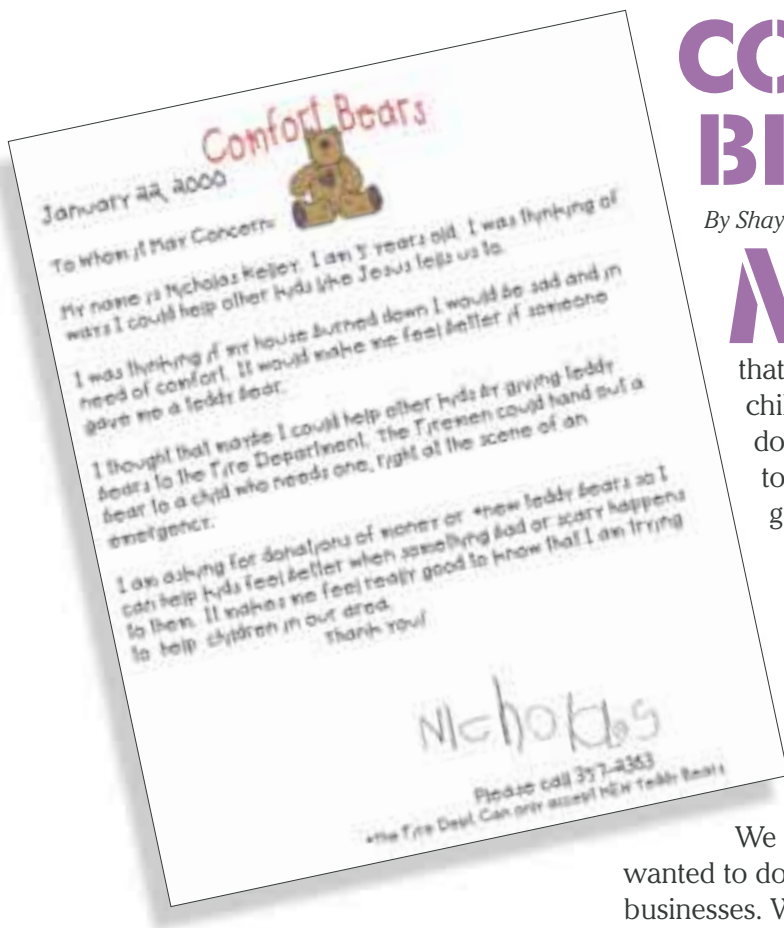 Comfort Bears
January 22, 2000
To Whom it May Concern:
My name is Nicholas Keller. I am 5 years old. I was thinking of
ways I could help other kids like Jesus tells us to.
I was thinking if my house burned down I would be sad and in
need of comfort. It would make me feel better if someone
gave me a teddy bear.
I thought that maybe I could help other kids by giving teddy
bears to the Fire Department. The Firemen could hand out a
bear to a child who needs one, right at the scene of an
emergency.
I am asking for donations of money or *new teddy bears so I
can help kids feel better when something bad or scary happens
to them. It makes me feel really good to know that I am trying
to help children in our area.
Thank You!
Nicholas
Please call 357-2363
*the Fire Dept. Can only accept NEW Teddy Bears
CO
BE
By Shay
N
that
chil
do
to
g
We
wanted to do
businesses. W